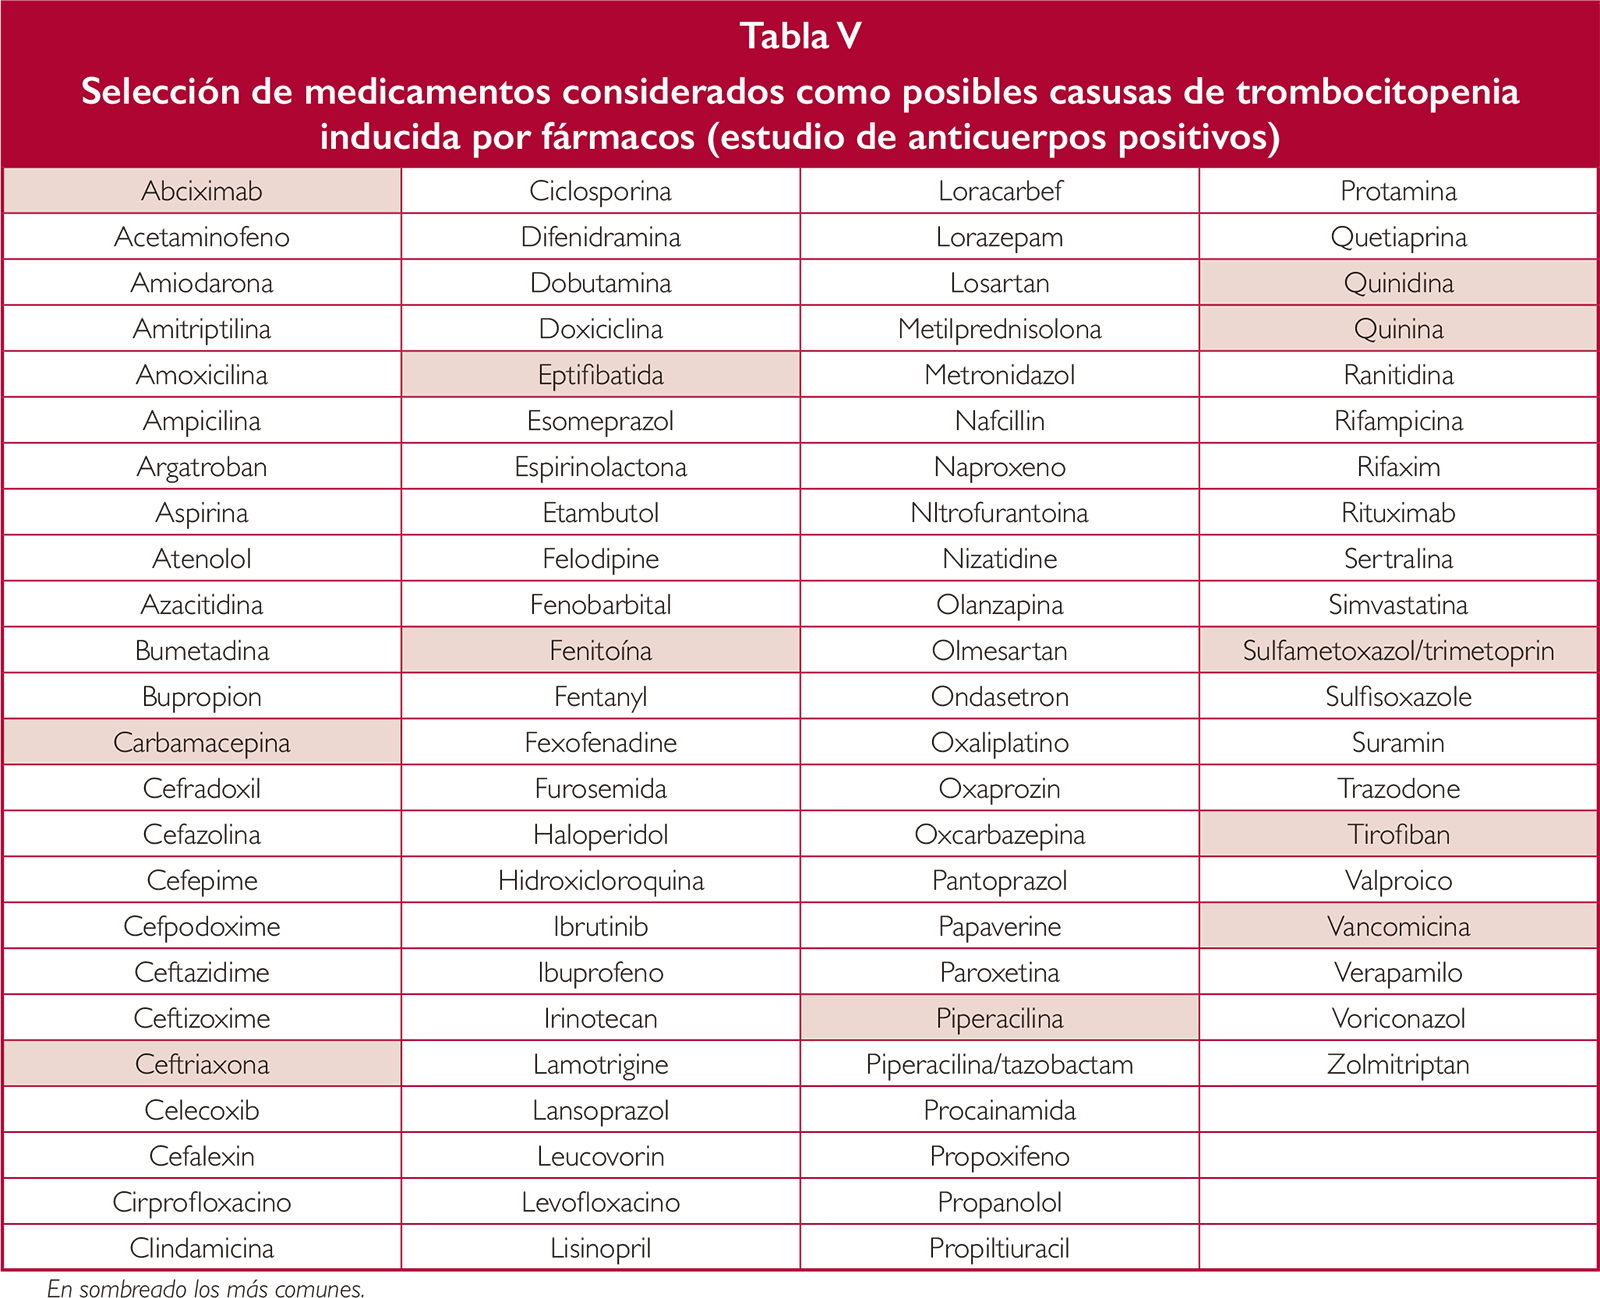 Tabla V
Selección de medicamentos considerados como posibles casusas de trombocitopenia
inducida por fármacos (estudio de anticuerpos positivos)
Abciximab Ciclosporina Loracarbef Protamina
Acetaminofeno Difenidramina Lorazepam Quetiaprina
Amiodarona Dobutamina Losartan Quinidina
Amitriptilina Doxiciclina Metilprednisolona Quinina
Amoxicilina Eptifibatida Metronidazol Ranitidina
Ampicilina Esomeprazol Nafcillin Rifampicina
Argatroban Espirinolactona Naproxeno Rifaxim
Aspirina Etambutol NItrofurantoina Rituximab
Atenolol Felodipine Nizatidine Sertralina
Azacitidina Fenobarbital Olanzapina Simvastatina
Bumetadina Fenitoína Olmesartan Sulfametoxazol/trimetoprin
Bupropion Fentanyl Ondasetron Sulfisoxazole
Carbamacepina Fexofenadine Oxaliplatino Suramin
Cefradoxil Furosemida Oxaprozin Trazodone
Cefazolina Haloperidol Oxcarbazepina Tirofiban
Cefepime Hidroxicloroquina Pantoprazol Valproico
Cefpodoxime Ibrutinib Papaverine Vancomicina
Ceftazidime Ibuprofeno Paroxetina Verapamilo
Ceftizoxime Irinotecan Piperacilina Voriconazol
Ceftriaxona Lamotrigine Piperacilina/tazobactam Zolmitriptan
Celecoxib Lansoprazol Procainamida
Cefalexin Leucovorin Propoxifeno
Cirprofloxacino Levofloxacino Propanolol
Clindamicina Lisinopril Propiltiuracil
En sombreado los más comunes.